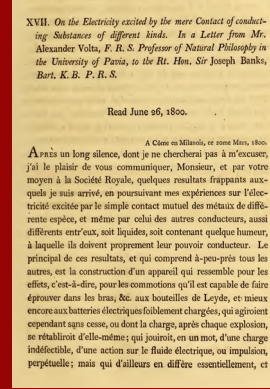 XVII. On the Electricity excited by the mere Contact of conduct-
ing Substances of different kinds. In a Letter from Mr.
Alexander Volta, F. R. S. Professor of Natural Philosophy in
the University of Pavia, to the Rt. Hon. Sir Joseph Banks,
Bart. K. B. P. R. S.
Read June 26, 1800.
A Côme en Milanois, ce 20me Mars, 1800.
APRÈS un long silence, dont je ne chercherai pas à m'excuser,
j'ai le plaisir de vous communiquer, Monsieur, et par votre
moyen à la Société Royale, quelques resultats frappants aux-
quels je suis arrivé, en poursuivant mes expériences sur l'élec-
tricité excitée par le simple contact mutuel des métaux de diffé-
rente espèce, et même par celui des autres conducteurs, aussi
différents entr'eux, soit liquides, soit contenant quelque humeur,
à laquelle ils doivent proprement leur pouvoir conducteur. Le
principal de ces resultats, et qui comprend à-peu-près tous les
autres, est la construction d'un appareil qui ressemble pour les
effets, c'est-à-dire, pour les commotions qu'il est capable de faire
éprouver dans les bras, &c. aux bouteilles de Leyde, et mieux
encore aux batteries électriques foiblement chargées, qui agiroient
cependant sans cesse, ou dont la charge, après chaque explosion,
se rétabliroit d'elle-même; qui jouiroit, en un mot, d'une charge
indéfectible, d'une action sur le fluide électrique, ou impulsion,
perpétuelle; mais qui d'ailleurs en diffère essentiellement, et